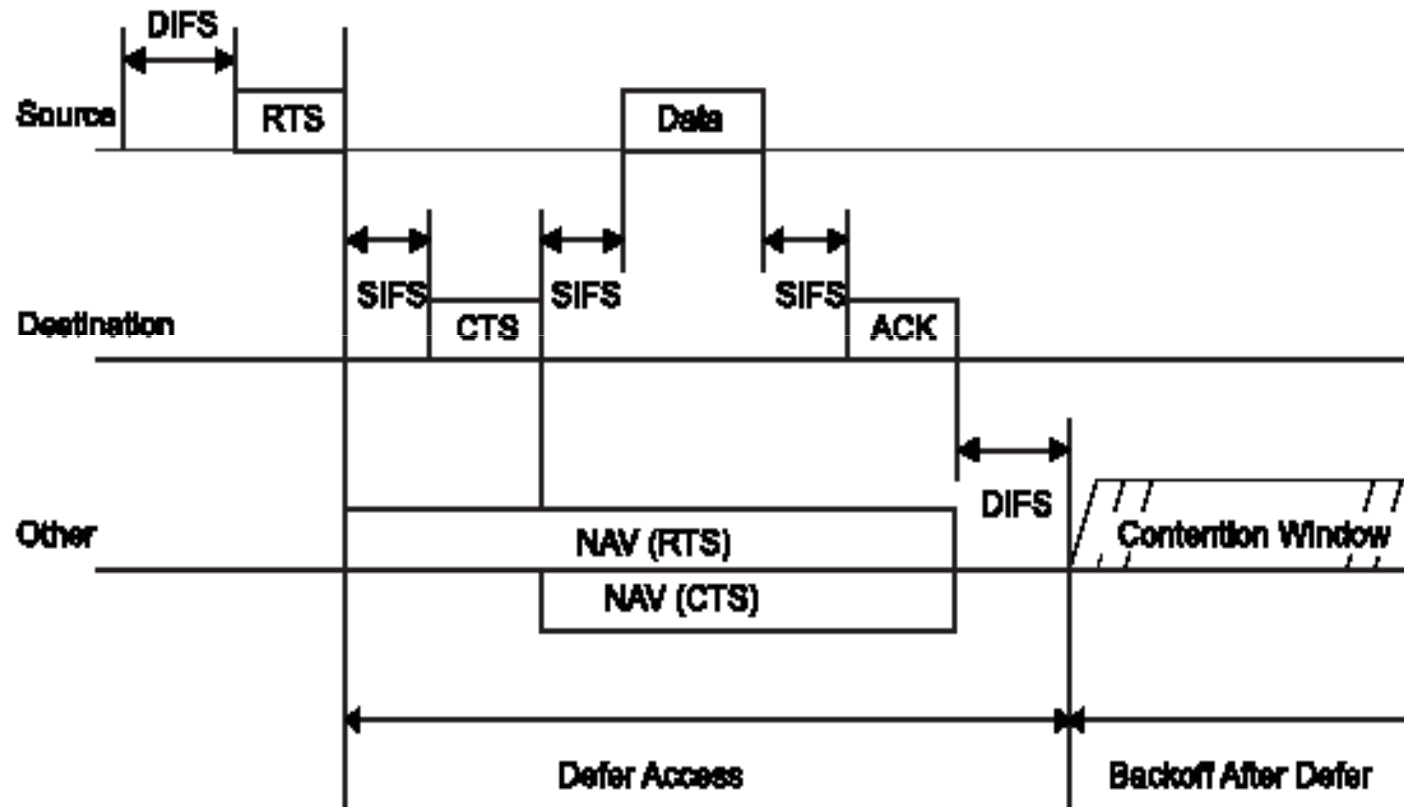 DIFS
Source
RTS
Data
SIFS
SIFS
SIFS
Destination
CTS
ACK
DIFS
Other
NAV (RTS)
Contention Window
NAV (CTS)
Defer Access
Backoff After Defer